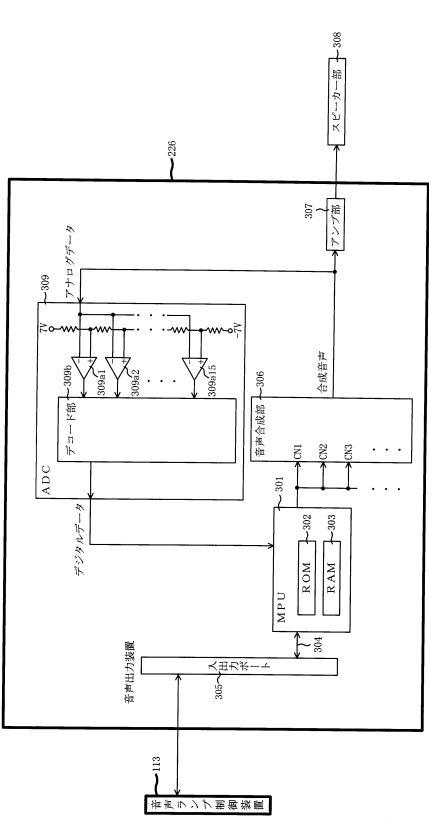 音声ランプ制御装置
113
音声出力装置
226
入出力ポート
305
304
MPU
301
ROM
302
RAM
303
デジタルデータ
ADC
309
デコード部
309b
アナログデータ
7V
-7V
309a1
309a2
309a15
音声合成部
306
CN1
CN2
CN3
合成音声
アンプ部
307
スピーカー部
308